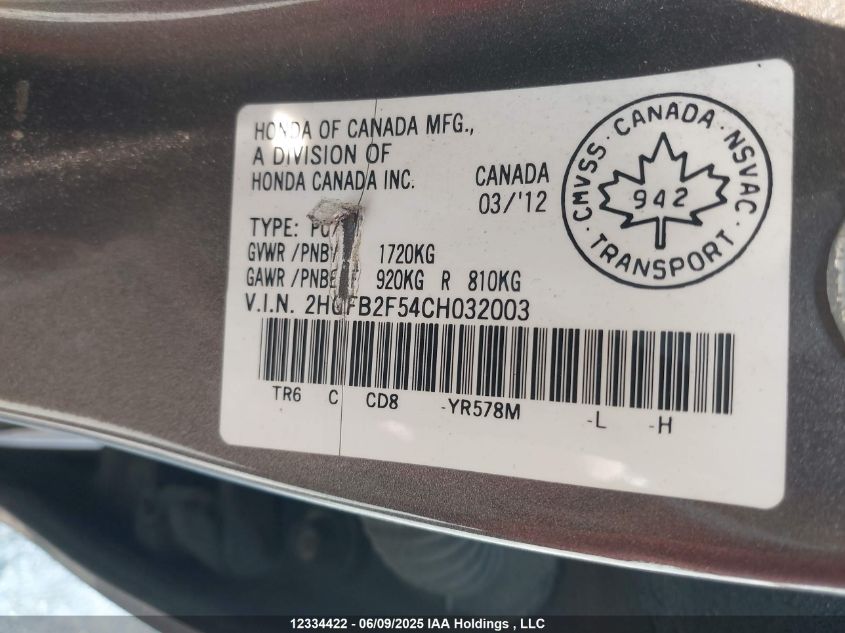 HONDA OF CANADA MFG.,
A DIVISION OF
HONDA CANADA INC.
CANADA
03/'12
CMVSS · CANADA · NSVAC · TRANSPORT ·
942
TYPE:
GVWR /PNBV 1720KG
GAWR /PNBE 920KG R 810KG
V.I.N. 2HGFB2F54CH032003
TR6 C CD8 -YR578M -L -H
12334422 - 06/09/2025 IAA Holdings , LLC